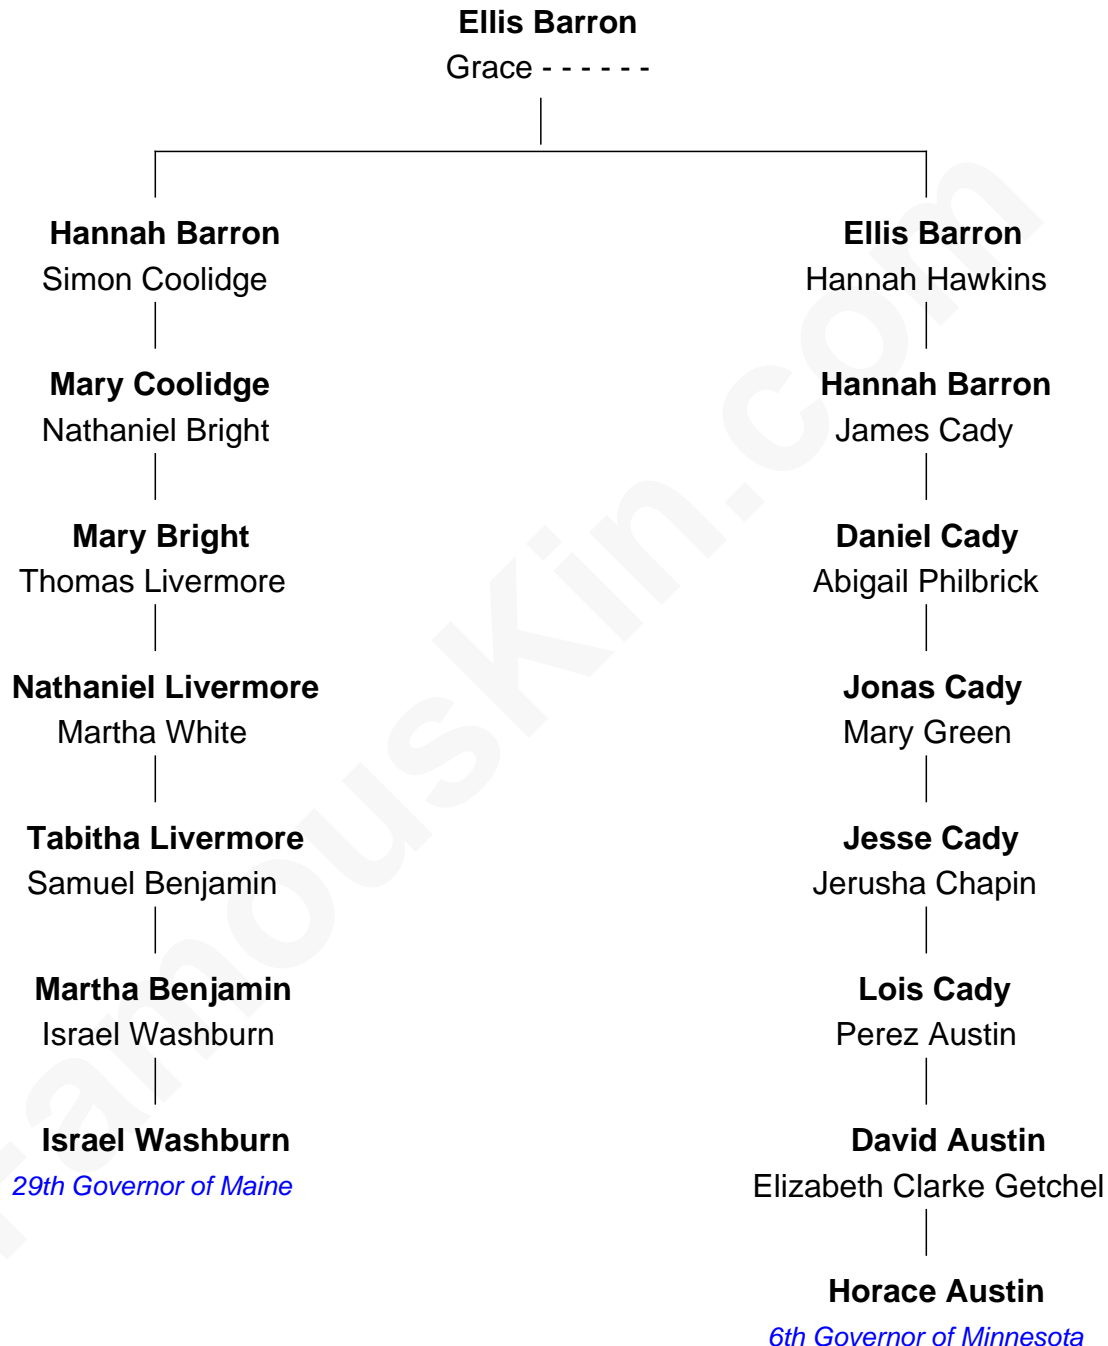 Ellis Barron
Grace - - - - - -
Hannah Barron
Simon Coolidge
Ellis Barron
Hannah Hawkins
Mary Coolidge
Nathaniel Bright
Hannah Barron
James Cady
Mary Bright
Thomas Livermore
Daniel Cady
Abigail Philbrick
Nathaniel Livermore
Martha White
Jonas Cady
Mary Green
Tabitha Livermore
Samuel Benjamin
Jesse Cady
Jerusha Chapin
Martha Benjamin
Israel Washburn
Lois Cady
Perez Austin
Israel Washburn
29th Governor of Maine
David Austin
Elizabeth Clarke Getchel
Horace Austin
6th Governor of Minnesota
FamousKin.com